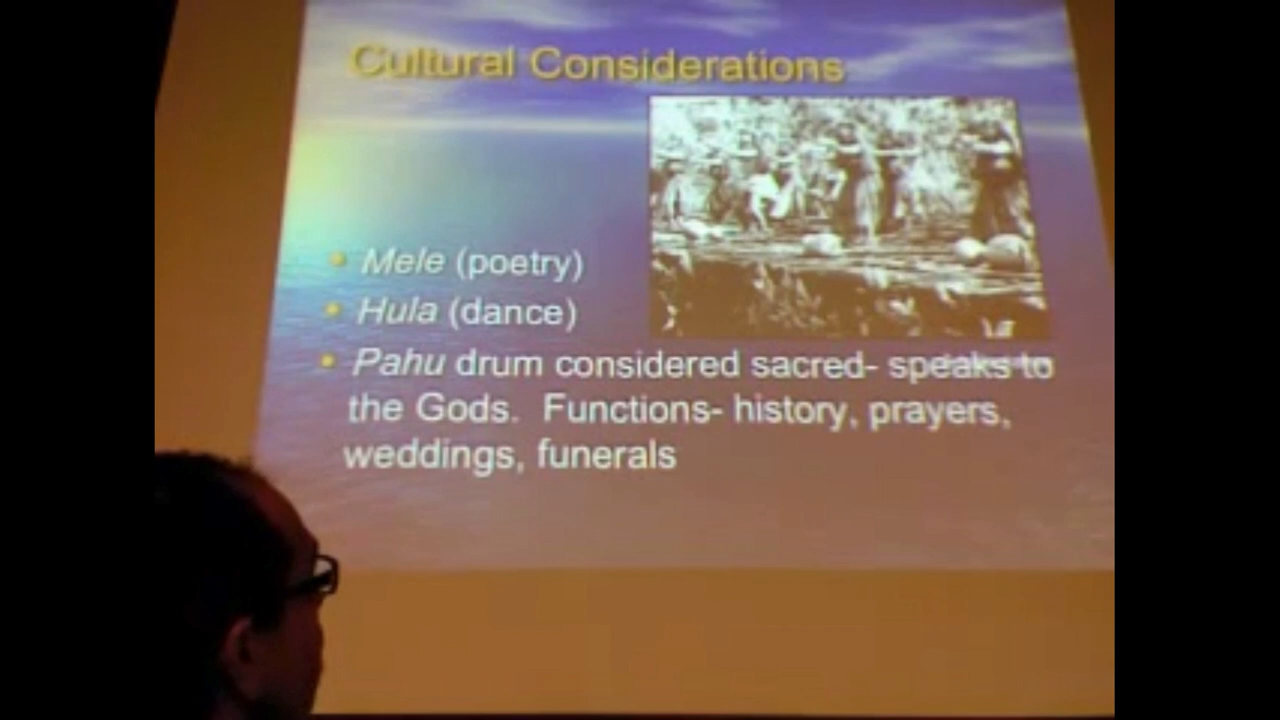 Cultural Considerations
• Mele (poetry)
• Hula (dance)
• Pahu drum considered sacred- speaks to
the Gods. Functions- history, prayers,
weddings, funerals